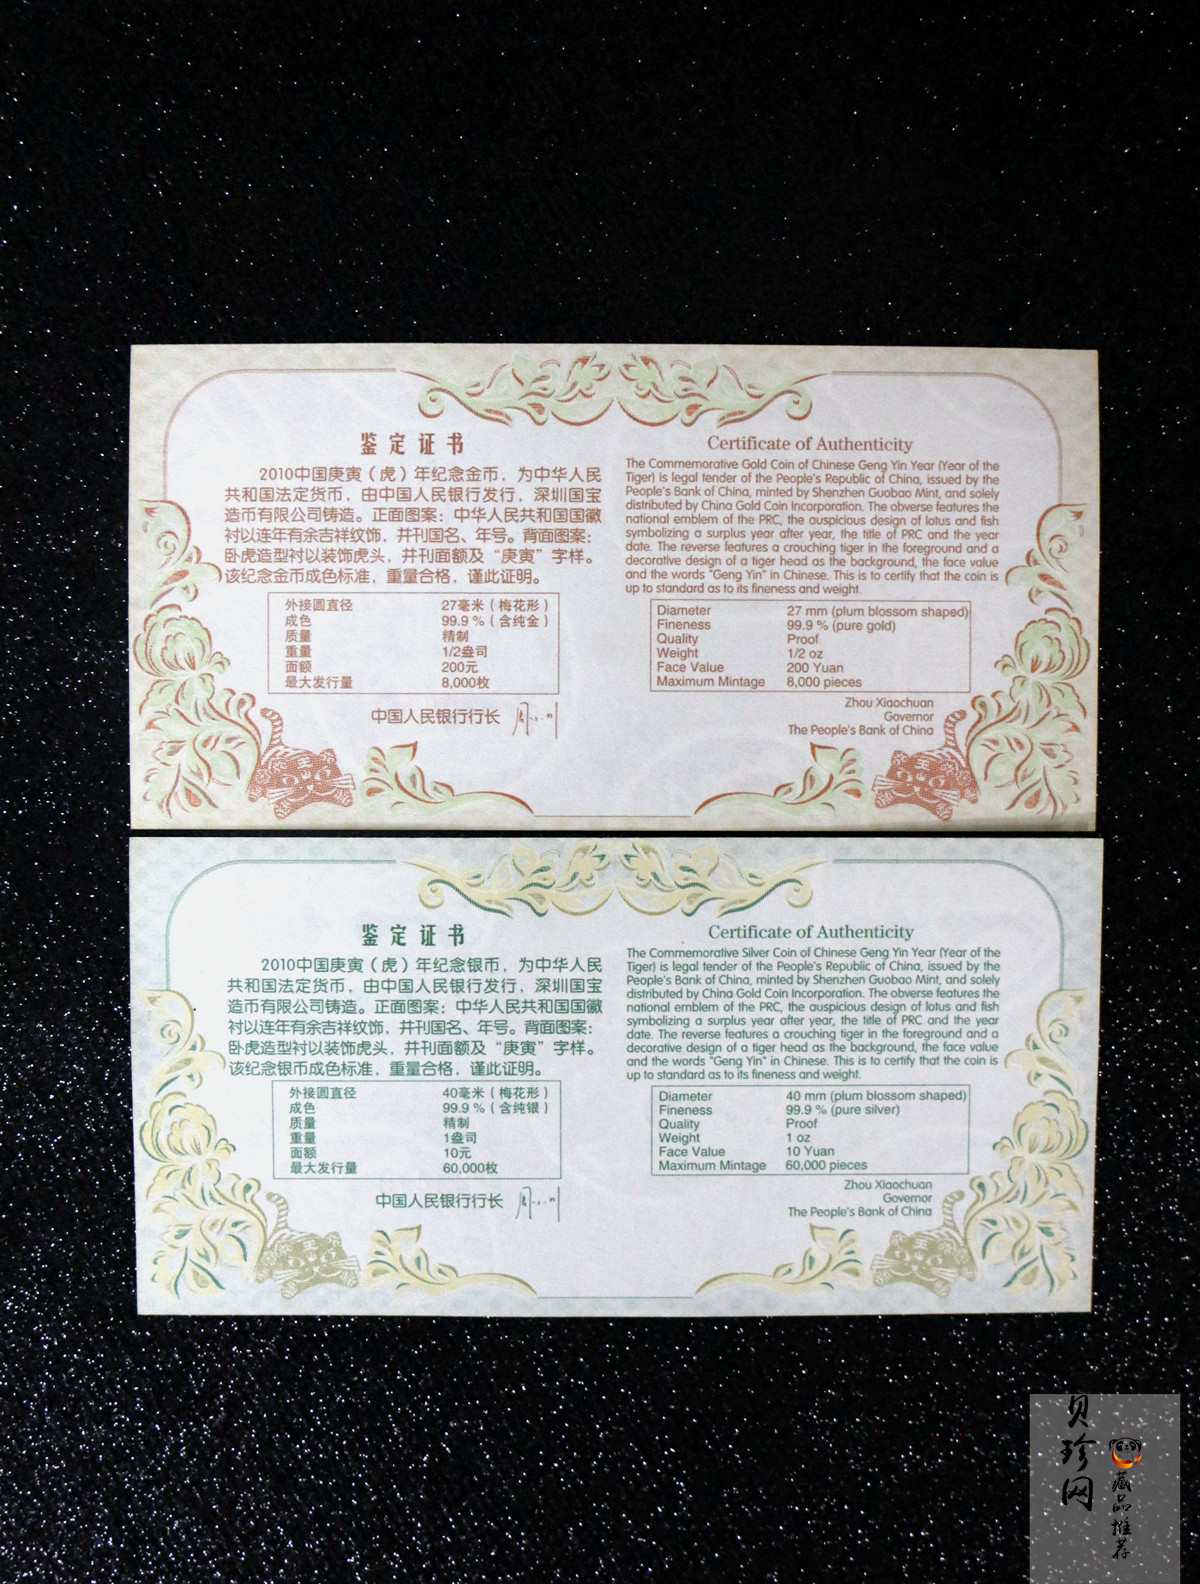 鉴定证书
2010中国庚寅（虎）年纪念金币，为中华人民
共和国法定货币，由中国人民银行发行，深圳国宝
造币有限公司铸造。正面图案：中华人民共和国国徽
衬以连年有余吉祥纹饰，并刊国名、年号。背面图案：
卧虎造型衬以装饰虎头，并刊面额及“庚寅”字样。
该纪念金币成色标准，重量合格，谨此证明。
外接圆直径 27毫米（梅花形）
成色 99.9 %（含纯金）
质量 精制
重量 1/2盎司
面额 200元
最大发行量 8,000枚
中国人民银行行长
Certificate of Authenticity
The Commemorative Gold Coin of Chinese Geng Yin Year (Year of the
Tiger) is legal tender of the People's Republic of China, issued by the
People's Bank of China, minted by Shenzhen Guobao Mint, and solely
distributed by China Gold Coin Incorporation. The obverse features the
national emblem of the PRC, the auspicious design of lotus and fish
symbolizing a surplus year after year, the title of PRC and the year
date. The reverse features a crouching tiger in the foreground and a
decorative design of a tiger head as the background, the face value
and the words "Geng Yin" in Chinese. This is to certify that the coin is
up to standard as to its fineness and weight.
Diameter 27 mm (plum blossom shaped)
Fineness 99.9 % (pure gold)
Quality Proof
Weight 1/2 oz
Face Value 200 Yuan
Maximum Mintage 8,000 pieces
Zhou Xiaochuan
Governor
The People's Bank of China
鉴定证书
2010中国庚寅（虎）年纪念银币，为中华人民
共和国法定货币，由中国人民银行发行，深圳国宝
造币有限公司铸造。正面图案：中华人民共和国国徽
衬以连年有余吉祥纹饰，并刊国名、年号。背面图案：
卧虎造型衬以装饰虎头，并刊面额及“庚寅”字样。
该纪念银币成色标准，重量合格，谨此证明。
外接圆直径 40毫米（梅花形）
成色 99.9 %（含纯银）
质量 精制
重量 1盎司
面额 10元
最大发行量 60,000枚
中国人民银行行长
Certificate of Authenticity
The Commemorative Silver Coin of Chinese Geng Yin Year (Year of the
Tiger) is legal tender of the People's Republic of China, issued by the
People's Bank of China, minted by Shenzhen Guobao Mint, and solely
distributed by China Gold Coin Incorporation. The obverse features the
national emblem of the PRC, the auspicious design of lotus and fish
symbolizing a surplus year after year, the title of PRC and the year
date. The reverse features a crouching tiger in the foreground and a
decorative design of a tiger head as the background, the face value
and the words "Geng Yin" in Chinese. This is to certify that the coin is
up to standard as to its fineness and weight.
Diameter 40 mm (plum blossom shaped)
Fineness 99.9 % (pure silver)
Quality Proof
Weight 1 oz
Face Value 10 Yuan
Maximum Mintage 60,000 pieces
Zhou Xiaochuan
Governor
The People's Bank of China
贝珍网
藏品推荐